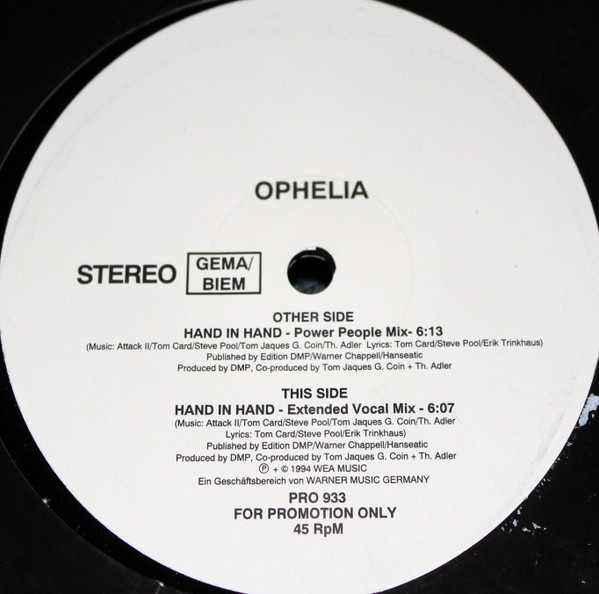 OPHELIA
STEREO
GEMA/
BIEM
OTHER SIDE
HAND IN HAND - Power People Mix- 6:13
(Music: Attack II/Tom Card/Steve Pool/Tom Jaques G. Coin/Th. Adler Lyrics: Tom Card/Steve Pool/Erik Trinkhaus)
Published by Edition DMP/Warner Chappell/Hanseatic
Produced by DMP, Co-produced by Tom Jaques G. Coin + Th. Adler
THIS SIDE
HAND IN HAND - Extended Vocal Mix - 6:07
(Music: Attack II/Tom Card/Steve Pool/Tom Jaques G. Coin/Th. Adler
Lyrics: Tom Card/Steve Pool/Erik Trinkhaus)
Published by Edition DMP/Warner Chappell/Hanseatic
Produced by DMP, Co-produced by Tom Jaques G. Coin + Th. Adler
℗ + © 1994 WEA MUSIC
Ein Geschäftsbereich von WARNER MUSIC GERMANY
PRO 933
FOR PROMOTION ONLY
45 RpM